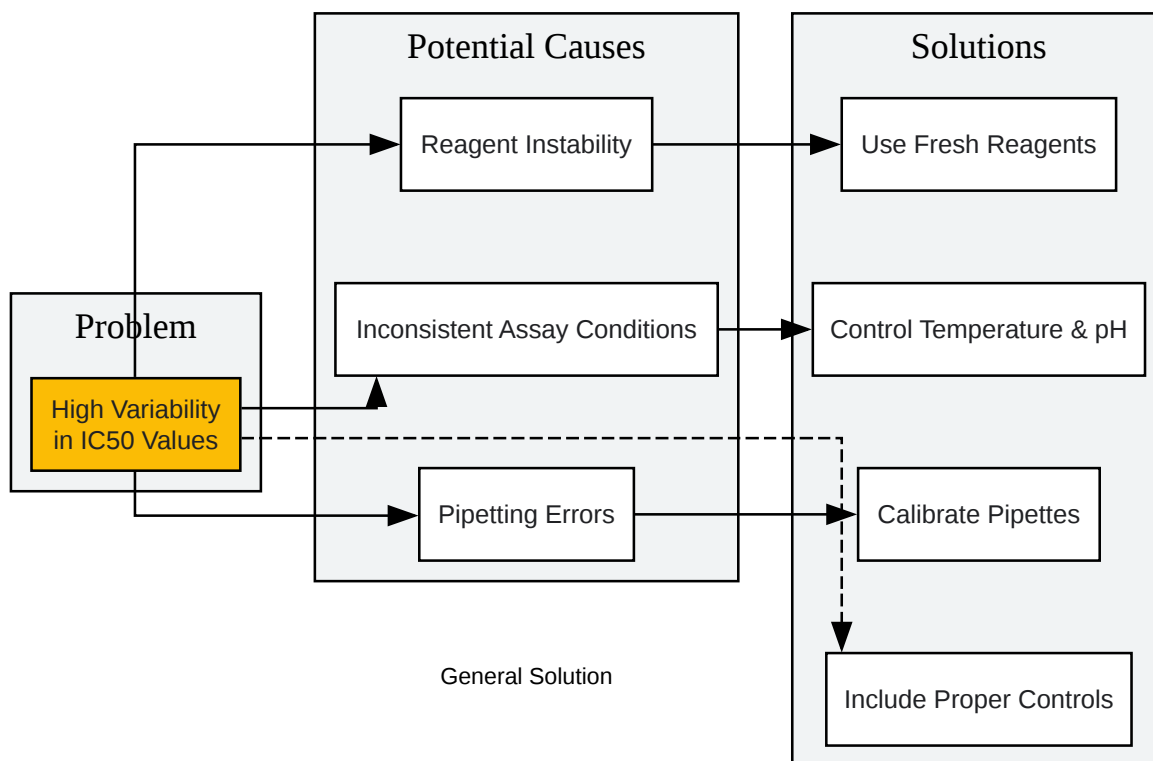 Potential Causes
Solutions
Reagent Instability
Use Fresh Reagents
Problem
Inconsistent Assay Conditions
Control Temperature & pH
High Variability
in IC50 Values
Pipetting Errors
Calibrate Pipettes
General Solution
Include Proper Controls